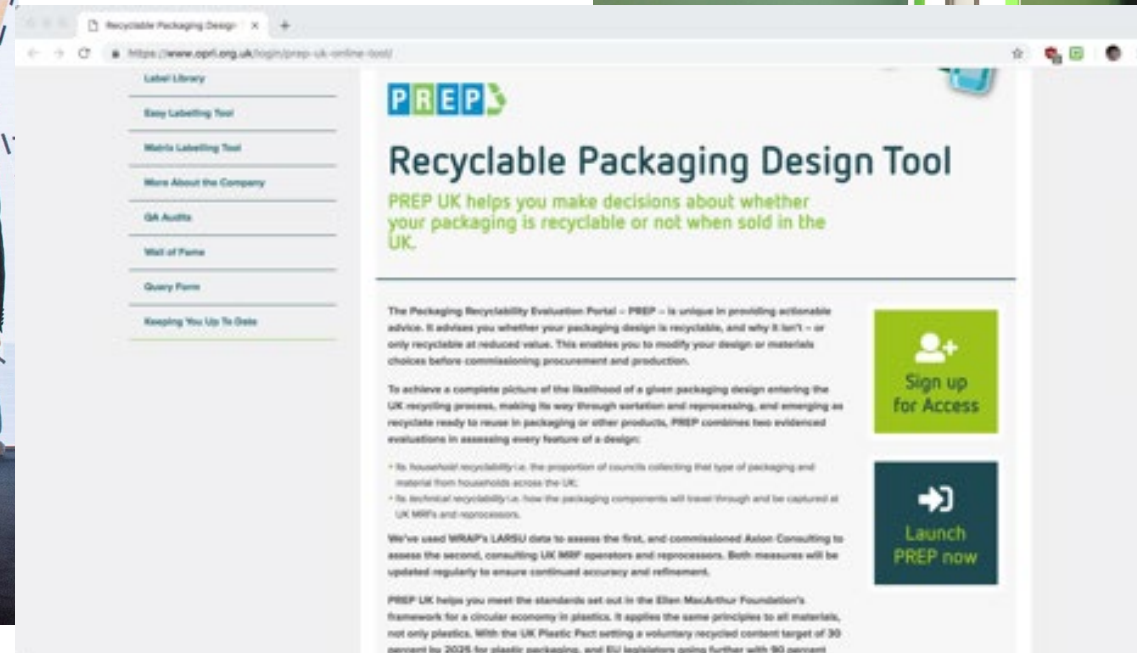 Recyclable Packaging Design
https://www.opri.org.uk/login/prep-uk-online-tool/
Label Library
Easy Labelling Tool
Matrix Labelling Tool
More About the Company
QA Audits
Wall of Fame
Query Form
Keeping You Up To Date
PREP
Recyclable Packaging Design Tool
PREP UK helps you make decisions about whether
your packaging is recyclable or not when sold in the
UK.
The Packaging Recyclability Evaluation Portal – PREP – is unique in providing actionable
advice. It advises you whether your packaging design is recyclable, and why it isn't – or
only recyclable at reduced value. This enables you to modify your design or materials
choices before commissioning procurement and production.
To achieve a complete picture of the likelihood of a given packaging design entering the
UK recycling process, making its way through sortation and reprocessing, and emerging as
recyclate ready to reuse in packaging or other products, PREP combines two evidenced
evaluations in assessing every feature of a design:
• Its household recyclability i.e. the proportion of councils collecting that type of packaging and
material from households across the UK;
• Its technical recyclability i.e. how the packaging components will travel through and be captured at
UK MRFs and reprocessors.
We've used WRAP's LARSU data to assess the first, and commissioned Axion Consulting to
assess the second, consulting UK MRF operators and reprocessors. Both measures will be
updated regularly to ensure continued accuracy and refinement.
PREP UK helps you meet the standards set out in the Ellen MacArthur Foundation's
framework for a circular economy in plastics. It applies the same principles to all materials,
not only plastics. With the UK Plastic Pact setting a voluntary recycled content target of 30
percent by 2025 for plastic packaging, and EU legislators going further with 90 percent
Sign up
for Access
Launch
PREP now